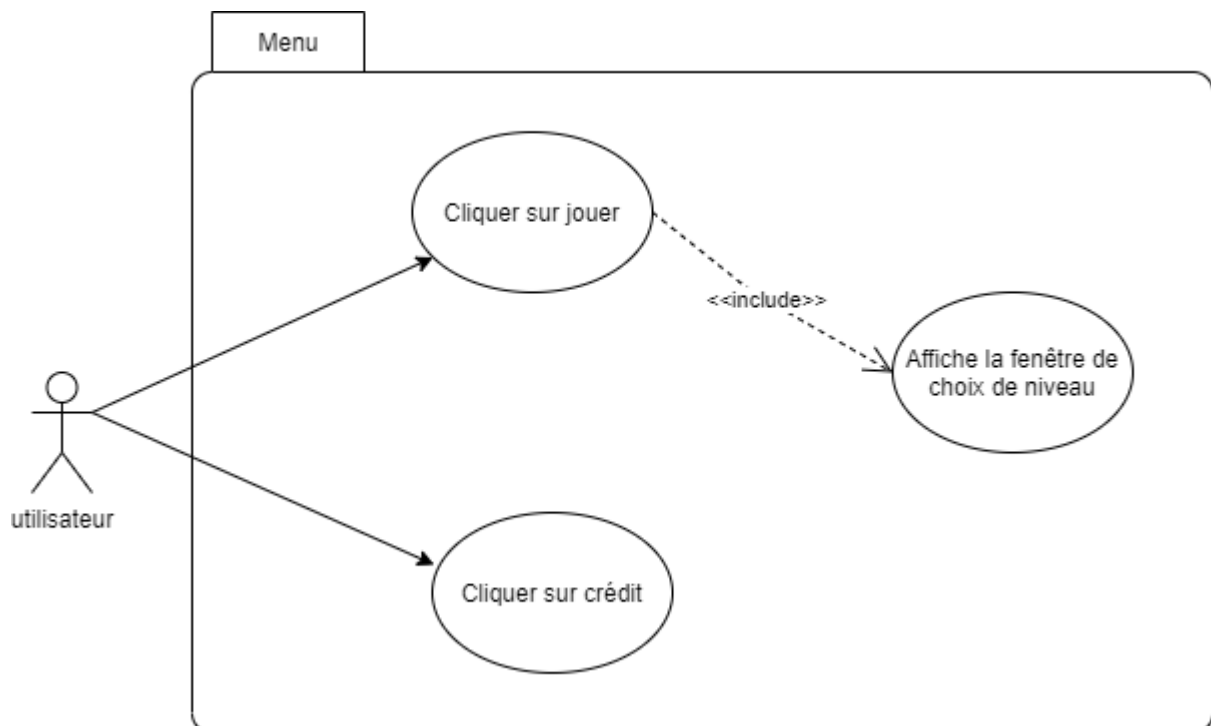 Menu
Cliquer sur jouer
<<include>>
Affiche la fenêtre de
choix de niveau
utilisateur
Cliquer sur crédit